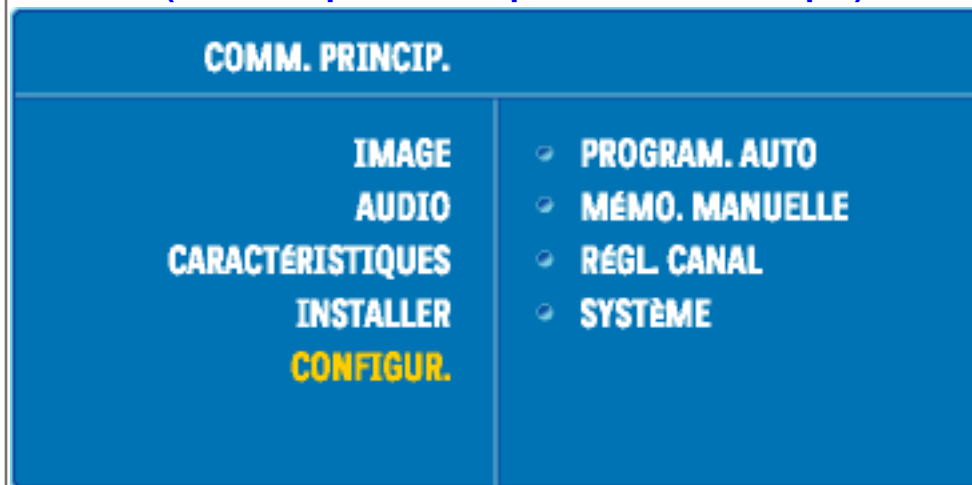 COMM. PRINCIP.
IMAGE
AUDIO
CARACTÉRISTIQUES
INSTALLER
CONFIGUR.
PROGRAM. AUTO
MÉMO. MANUELLE
RÉGL. CANAL
SYSTÈME